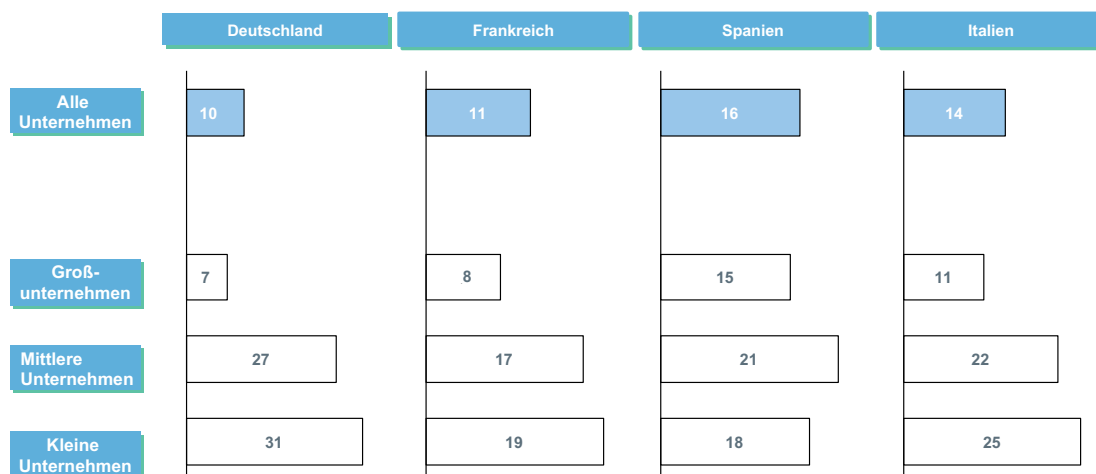 Deutschland
Frankreich
Spanien
Italien
Alle
Unternehmen
10
11
16
14
Groß-
unternehmen
7
8
15
11
Mittlere
Unternehmen
27
17
21
22
Kleine
Unternehmen
31
19
18
25